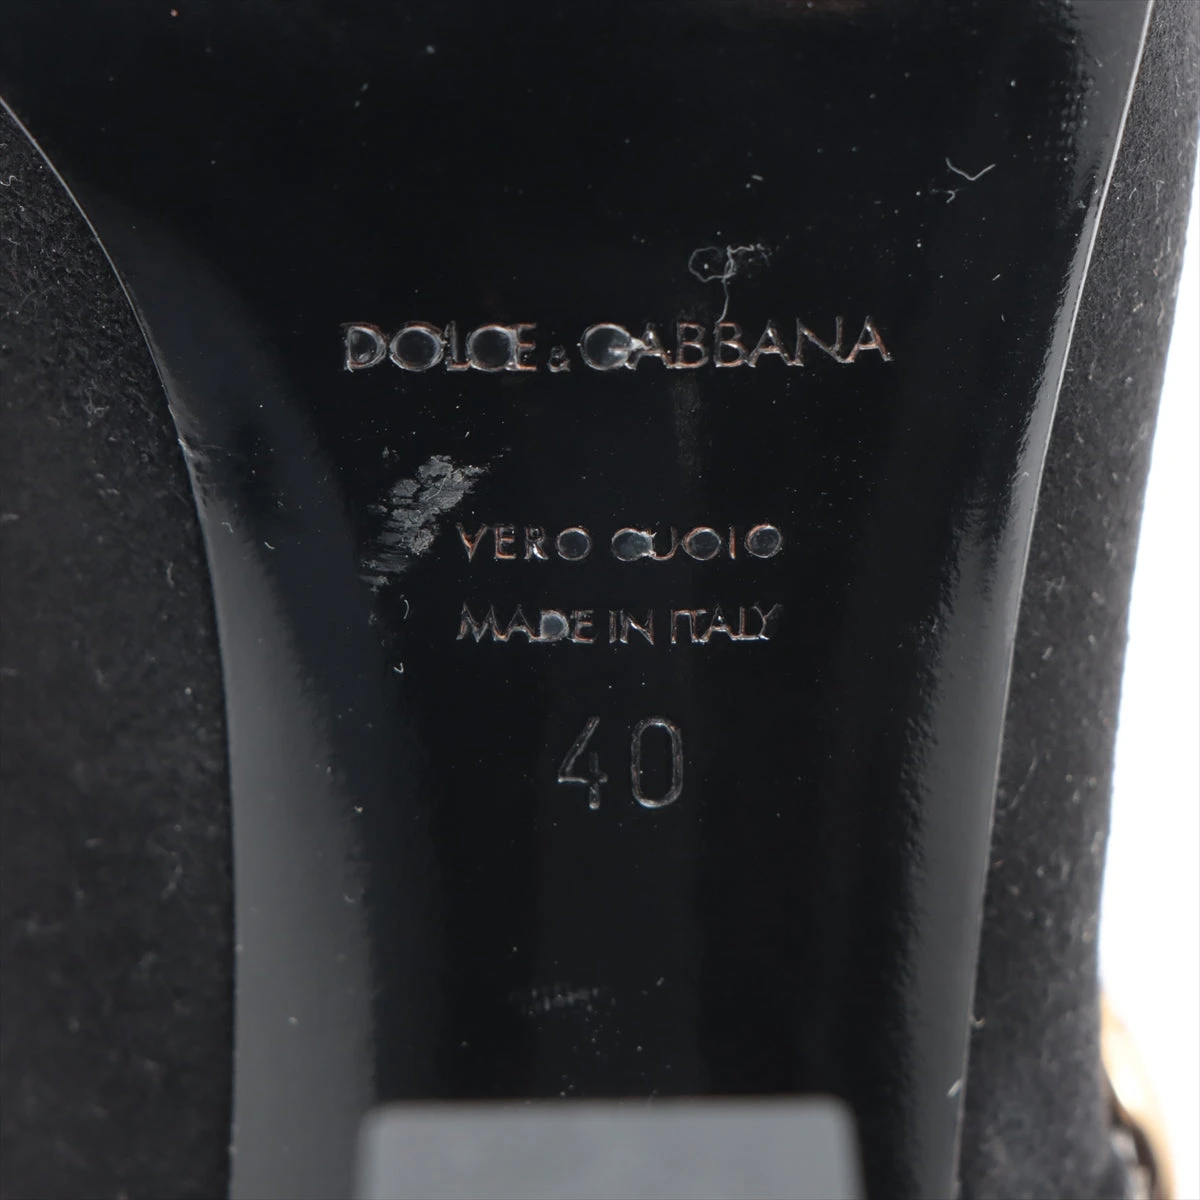 DOLCE & GABBANA
VERO CUOIO
MADE IN ITALY
40